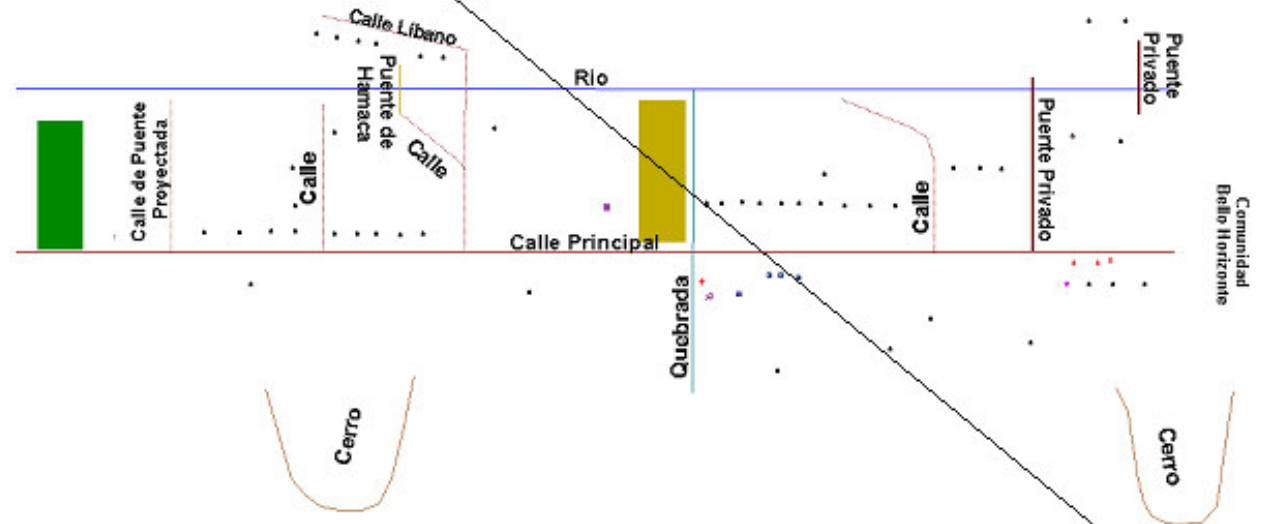 Calle Líbano
Puente de
Hamaca
Rio
Puente
Privado
Calle de Puente
Proyectada
Calle
Calle
Puente Privado
Calle
Calle Principal
Comunidad
Bello Horizonte
Quebrada
Cerro
Cerro